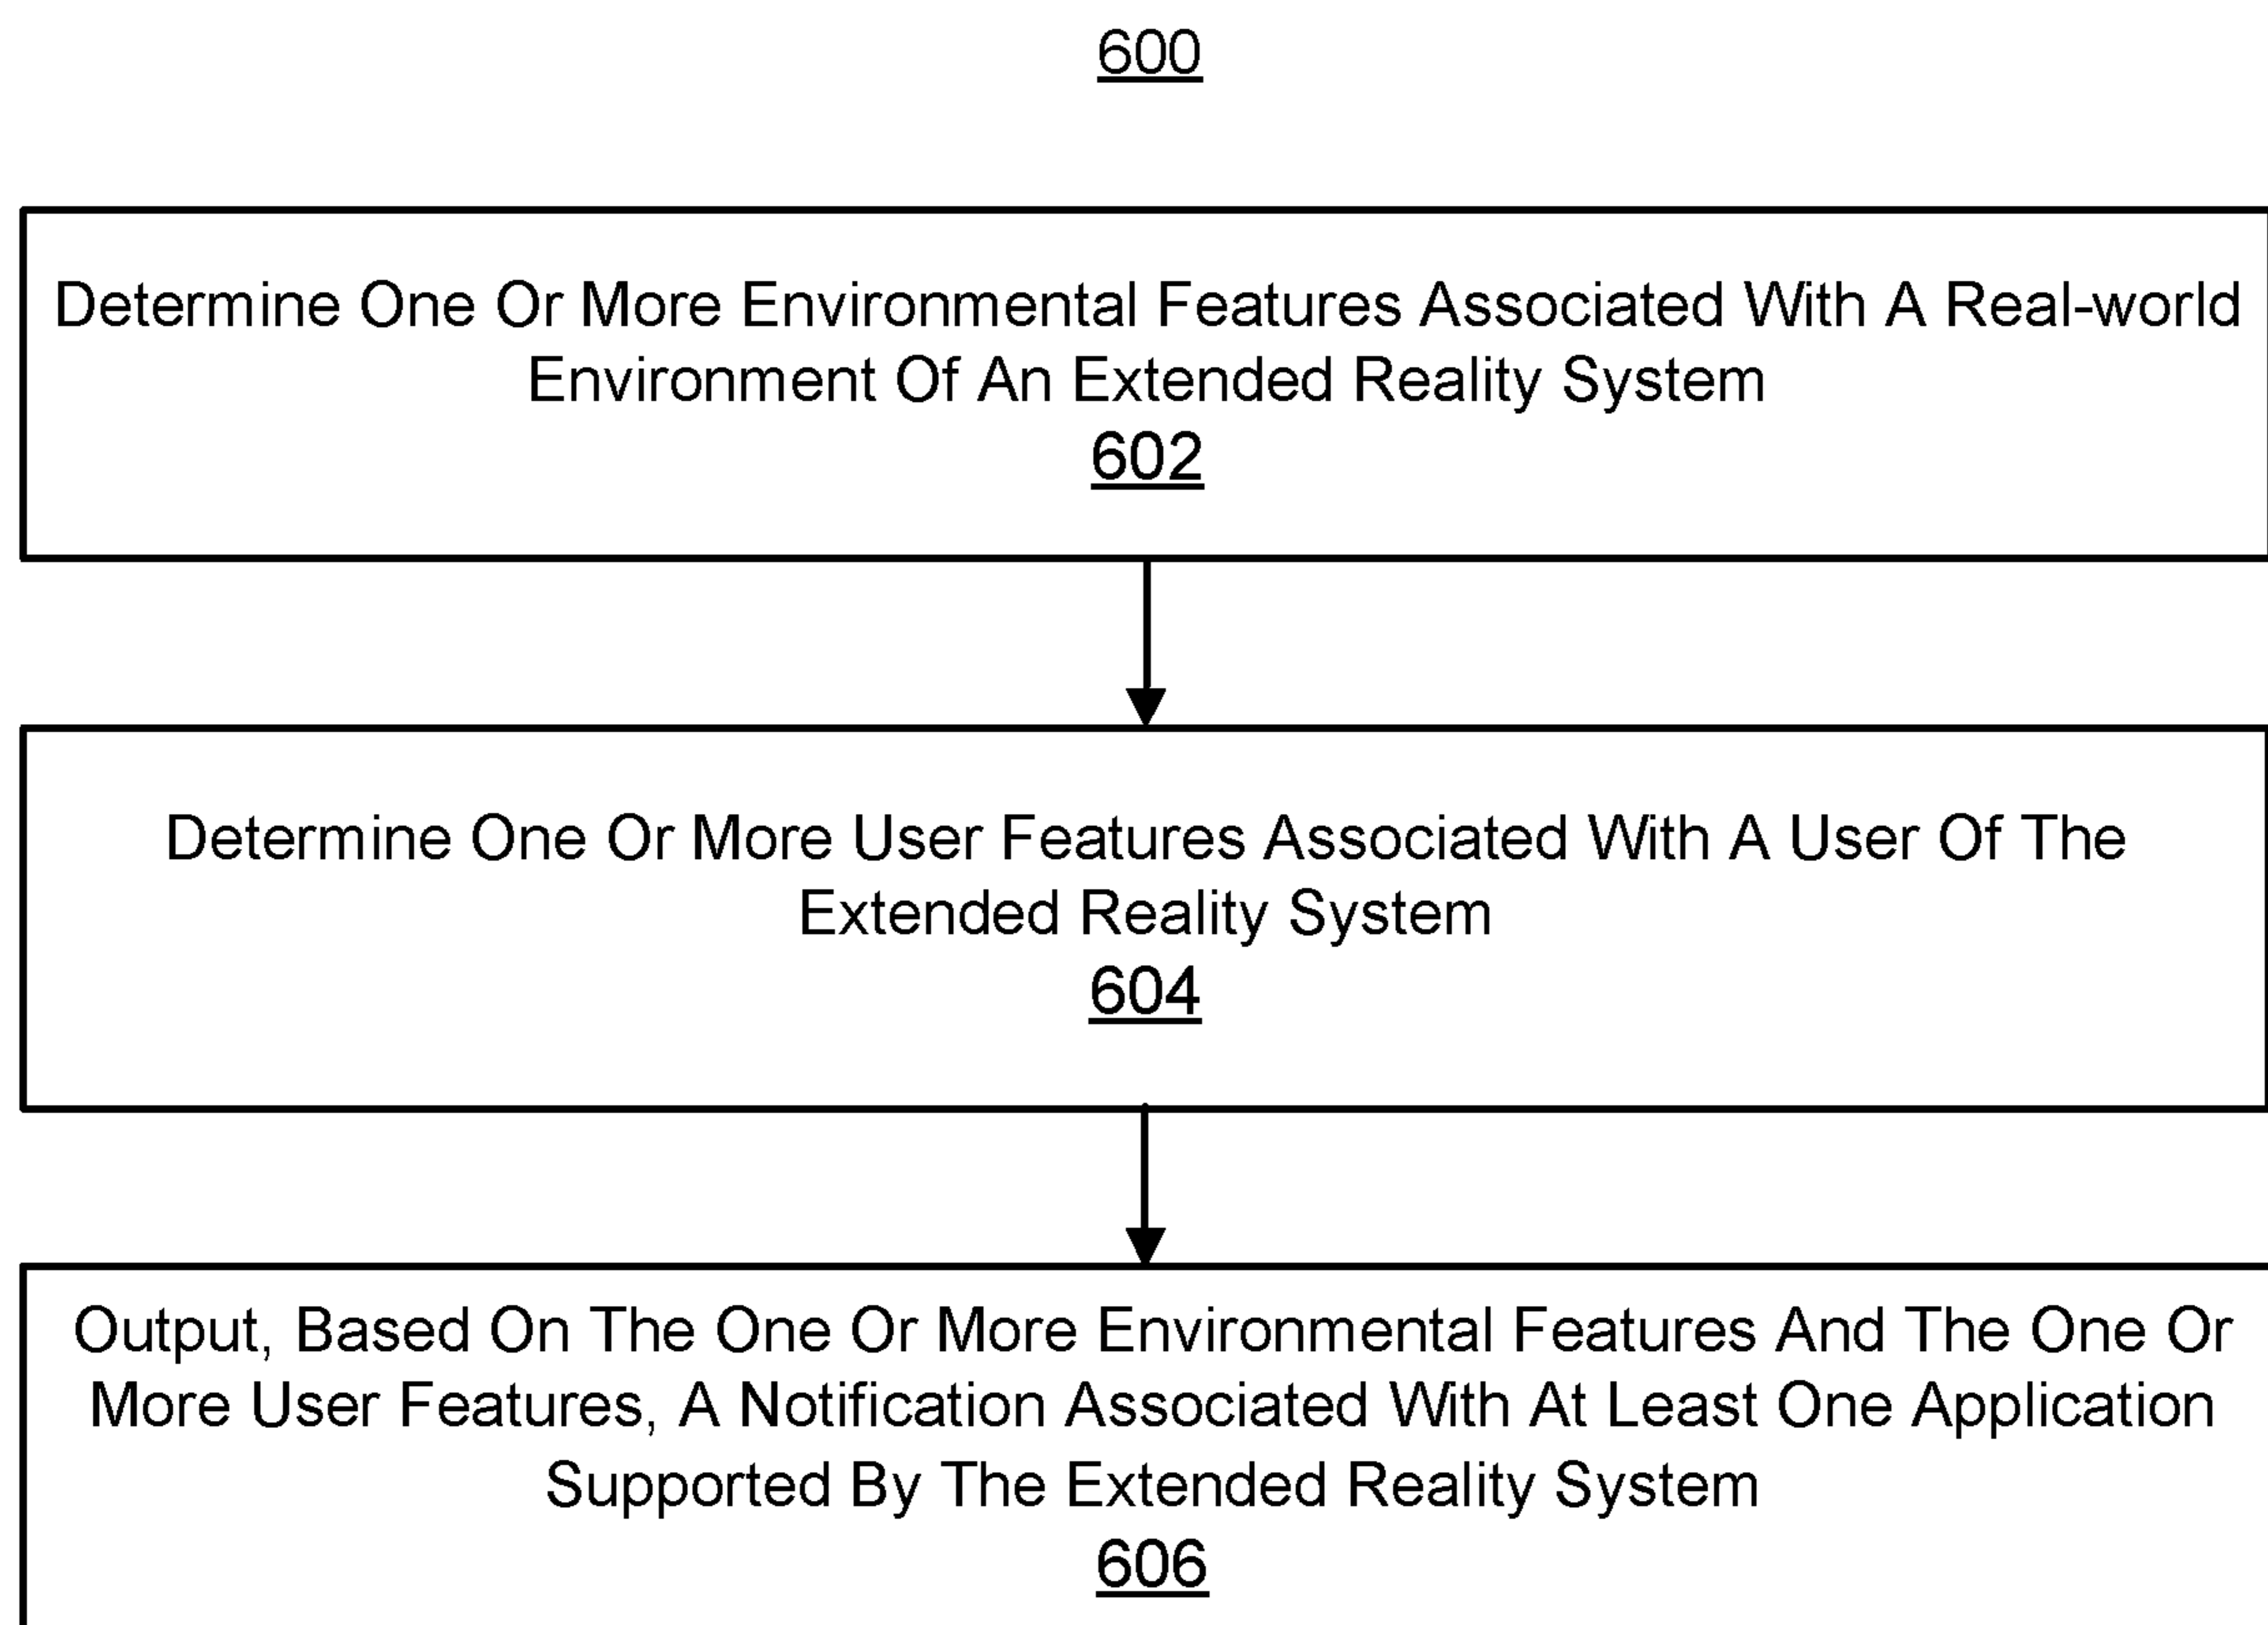 600
Determine One Or More Environmental Features Associated With A Real-world
Environment Of An Extended Reality System
602
Determine One Or More User Features Associated With A User Of The
Extended Reality System
604
Output, Based On The One Or More Environmental Features And The One Or
More User Features, A Notification Associated With At Least One Application
Supported By The Extended Reality System
606